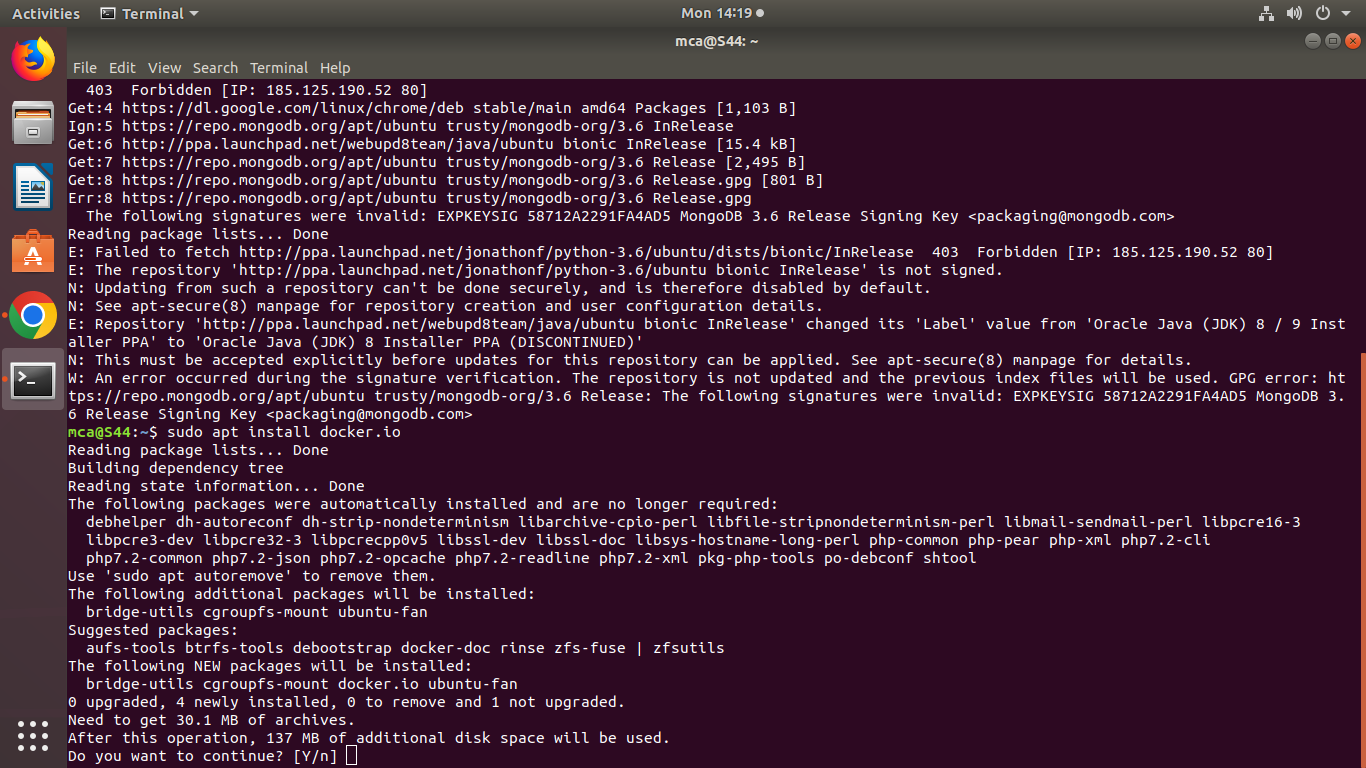 Activities Terminal Mon 14:19
mca@S44: ~
File Edit View Search Terminal Help
  403  Forbidden [IP: 185.125.190.52 80]
Get:4 https://dl.google.com/linux/chrome/deb stable/main amd64 Packages [1,103 B]
Ign:5 https://repo.mongodb.org/apt/ubuntu trusty/mongodb-org/3.6 InRelease
Get:6 http://ppa.launchpad.net/webupd8team/java/ubuntu bionic InRelease [15.4 kB]
Get:7 https://repo.mongodb.org/apt/ubuntu trusty/mongodb-org/3.6 Release [2,495 B]
Get:8 https://repo.mongodb.org/apt/ubuntu trusty/mongodb-org/3.6 Release.gpg [801 B]
Err:8 https://repo.mongodb.org/apt/ubuntu trusty/mongodb-org/3.6 Release.gpg
  The following signatures were invalid: EXPKEYSIG 58712A2291FA4AD5 MongoDB 3.6 Release Signing Key <packaging@mongodb.com>
Reading package lists... Done
E: Failed to fetch http://ppa.launchpad.net/jonathonf/python-3.6/ubuntu/dists/bionic/InRelease  403  Forbidden [IP: 185.125.190.52 80]
E: The repository 'http://ppa.launchpad.net/jonathonf/python-3.6/ubuntu bionic InRelease' is not signed.
N: Updating from such a repository can't be done securely, and is therefore disabled by default.
N: See apt-secure(8) manpage for repository creation and user configuration details.
E: Repository 'http://ppa.launchpad.net/webupd8team/java/ubuntu bionic InRelease' changed its 'Label' value from 'Oracle Java (JDK) 8 / 9 Inst
aller PPA' to 'Oracle Java (JDK) 8 Installer PPA (DISCONTINUED)'
N: This must be accepted explicitly before updates for this repository can be applied. See apt-secure(8) manpage for details.
W: An error occurred during the signature verification. The repository is not updated and the previous index files will be used. GPG error: ht
tps://repo.mongodb.org/apt/ubuntu trusty/mongodb-org/3.6 Release: The following signatures were invalid: EXPKEYSIG 58712A2291FA4AD5 MongoDB 3.
6 Release Signing Key <packaging@mongodb.com>
mca@S44:~$ sudo apt install docker.io
Reading package lists... Done
Building dependency tree
Reading state information... Done
The following packages were automatically installed and are no longer required:
  debhelper dh-autoreconf dh-strip-nondeterminism libarchive-cpio-perl libfile-stripnondeterminism-perl libmail-sendmail-perl libpcre16-3
  libpcre3-dev libpcre32-3 libpcrecpp0v5 libssl-dev libssl-doc libsys-hostname-long-perl php-common php-pear php-xml php7.2-cli
  php7.2-common php7.2-json php7.2-opcache php7.2-readline php7.2-xml pkg-php-tools po-debconf shtool
Use 'sudo apt autoremove' to remove them.
The following additional packages will be installed:
  bridge-utils cgroupfs-mount ubuntu-fan
Suggested packages:
  aufs-tools btrfs-tools debootstrap docker-doc rinse zfs-fuse | zfsutils
The following NEW packages will be installed:
  bridge-utils cgroupfs-mount docker.io ubuntu-fan
0 upgraded, 4 newly installed, 0 to remove and 1 not upgraded.
Need to get 30.1 MB of archives.
After this operation, 137 MB of additional disk space will be used.
Do you want to continue? [Y/n]